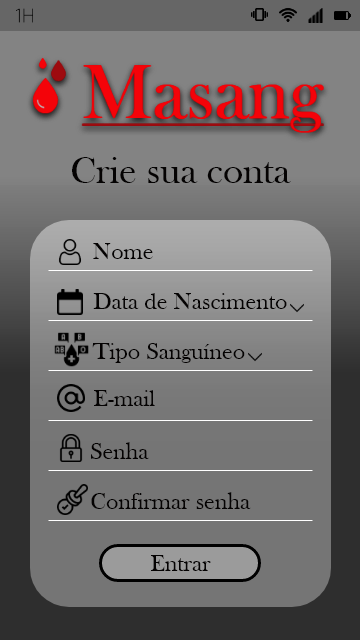 1H
Masang
Crie sua conta
Nome
Data de Nascimento
Tipo Sanguíneo
E-mail
Senha
Confirmar senha
Entrar